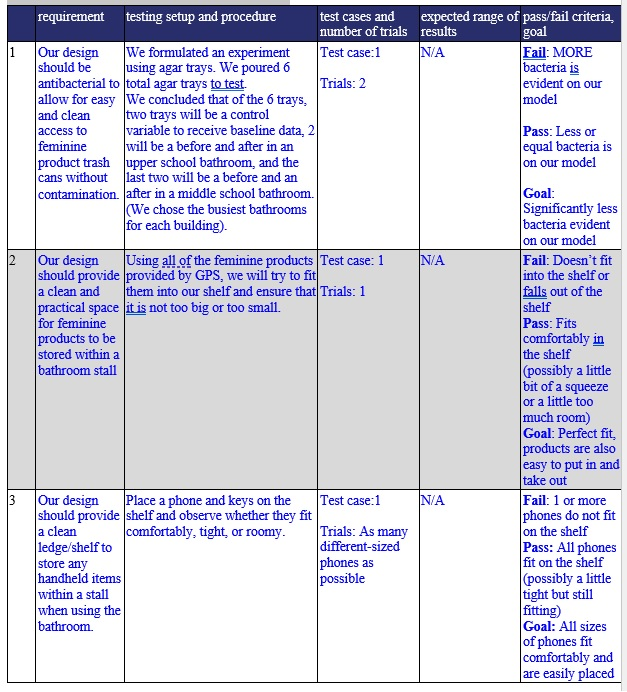 requirement
testing setup and procedure
test cases and
number of trials
expected range of
results
pass/fail criteria,
goal
1
Our design
should be
antibacterial to
allow for easy
and clean
access to
feminine
product trash
cans without
contamination.
We formulated an experiment
using agar trays. We poured 6
total agar trays to test.
We concluded that of the 6 trays,
two trays will be a control
variable to receive baseline data, 2
will be a before and after in an
upper school bathroom, and the
last two will be a before and an
after in a middle school bathroom.
(We chose the busiest bathrooms
for each building).
Test case:1
Trials: 2
N/A
Fail: MORE
bacteria is
evident on our
model
Pass: Less or
equal bacteria is
on our model
Goal:
Significantly less
bacteria evident
on our model
2
Our design
should provide
a clean and
practical space
for feminine
products to be
stored within a
bathroom stall
Using all of the feminine products
provided by GPS, we will try to fit
them into our shelf and ensure that
it is not too big or too small.
Test case: 1
Trials: 1
N/A
Fail: Doesn't fit
into the shelf or
falls out of the
shelf
Pass: Fits
comfortably in
the shelf
(possibly a little
bit of a squeeze
or a little too
much room)
Goal: Perfect fit,
products are also
easy to put in and
take out
3
Our design
should provide
a clean
ledge/shelf to
store any
handheld items
within a stall
when using the
bathroom.
Place a phone and keys on the
shelf and observe whether they fit
comfortably, tight, or roomy.
Test case:1
Trials: As many
different-sized
phones as
possible
N/A
Fail: 1 or more
phones do not fit
on the shelf
Pass: All phones
fit on the shelf
(possibly a little
tight but still
fitting)
Goal: All sizes
of phones fit
comfortably and
are easily placed